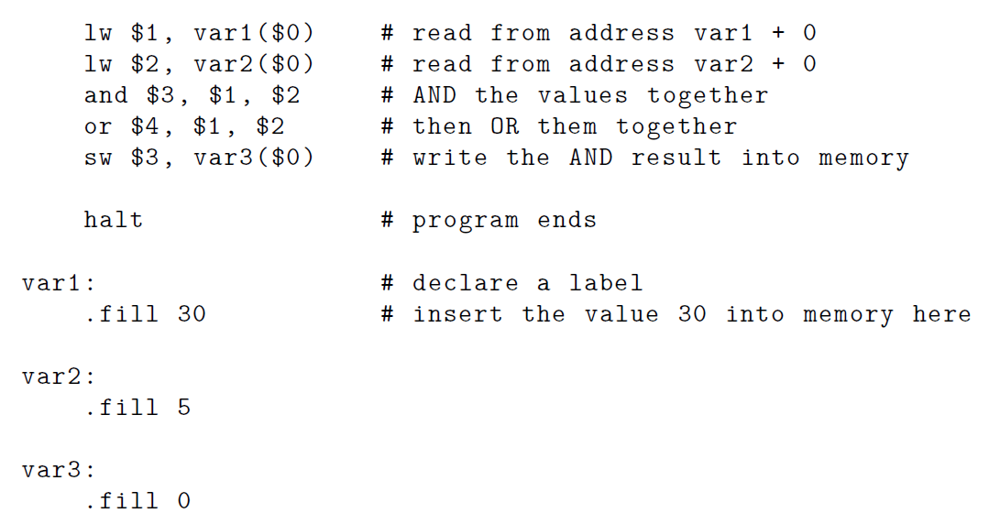 lw $1, var1($0)    # read from address var1 + 0
lw $2, var2($0)    # read from address var2 + 0
and $3, $1, $2     # AND the values together
or $4, $1, $2      # then OR them together
sw $3, var3($0)    # write the AND result into memory
halt               # program ends
var1:              # declare a label
.fill 30           # insert the value 30 into memory here
var2:
.fill 5
var3:
.fill 0